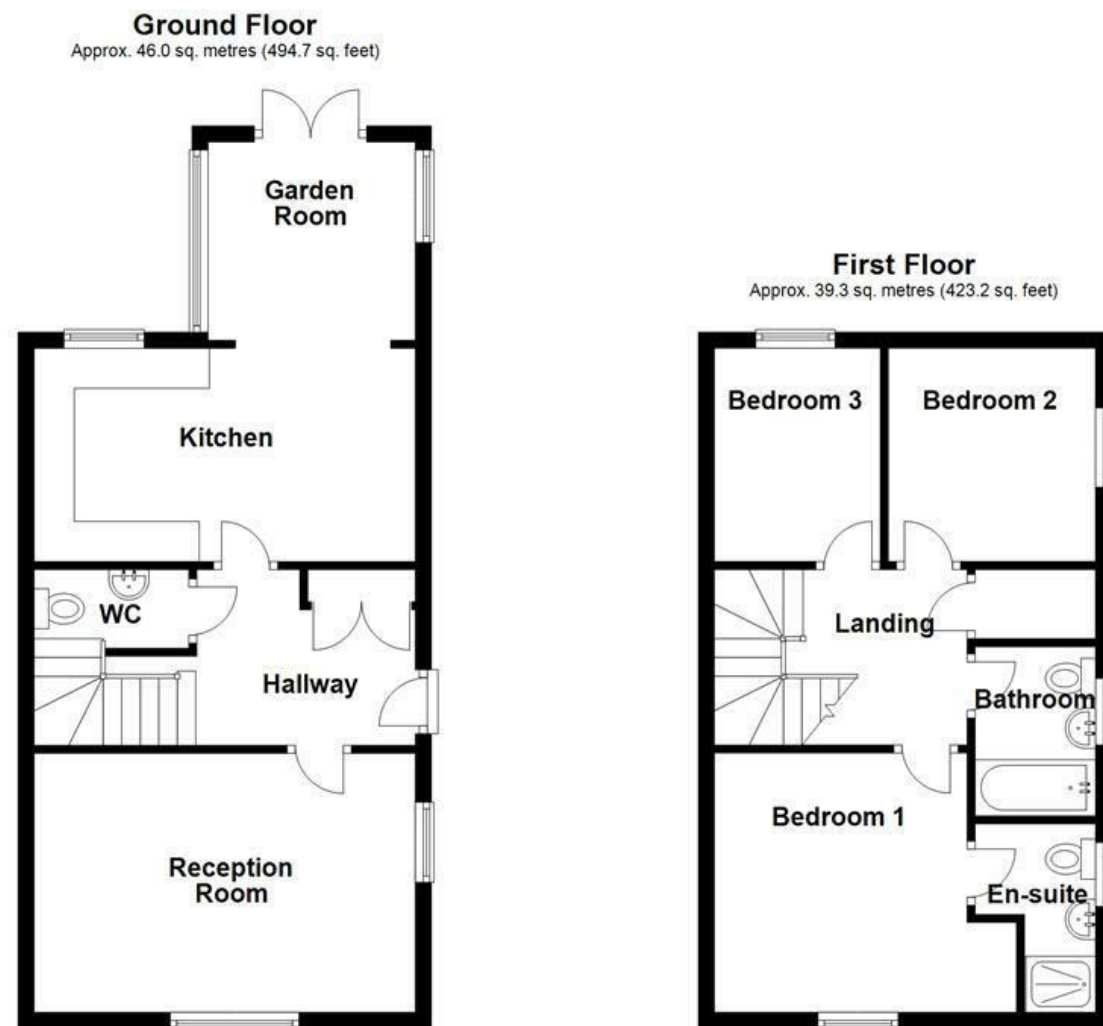 Ground Floor
Approx. 46.0 sq. metres (494.7 sq. feet)
Garden
Room
Kitchen
WC
Hallway
Reception
Room
First Floor
Approx. 39.3 sq. metres (423.2 sq. feet)
Bedroom 3
Bedroom 2
Landing
Bathroom
Bedroom 1
En-suite